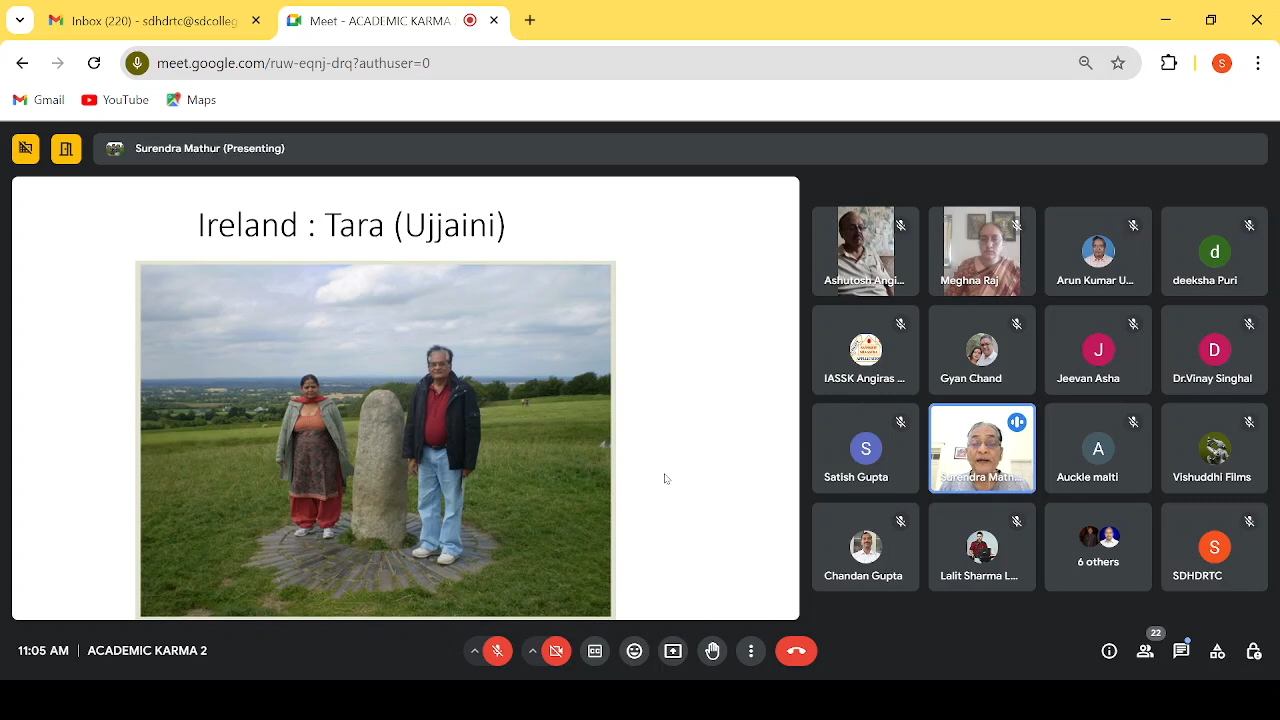 Inbox (220) - sdhdrtc@sdcolleg
Meet - ACADEMIC KARMA
meet.google.com/ruw-eqnj-drq?authuser=0
S
Gmail
YouTube
Maps
Surendra Mathur (Presenting)
Ireland : Tara (Ujjaini)
Ashutosh Angi...
Meghna Raj
Arun Kumar U...
d
deeksha Puri
IASSK Angiras ...
Gyan Chand
J
Jeevan Asha
D
Dr.Vinay Singhal
S
Satish Gupta
Surendra Math...
A
Auckle malti
Vishuddhi Films
Chandan Gupta
Lalit Sharma L...
6 others
S
SDHDRTC
11:05 AM
ACADEMIC KARMA 2
22